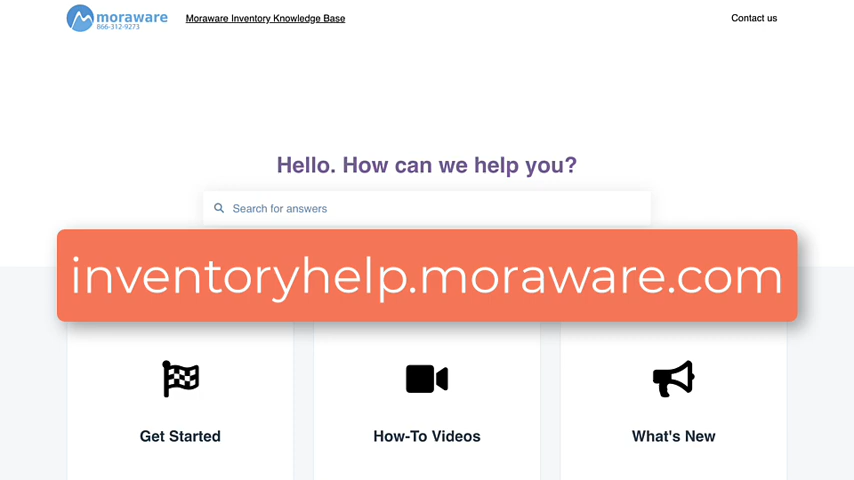 moraware
866-312-9273
Moraware Inventory Knowledge Base
Contact us
Hello. How can we help you?
Search for answers
inventoryhelp.moraware.com
Get Started
How-To Videos
What's New